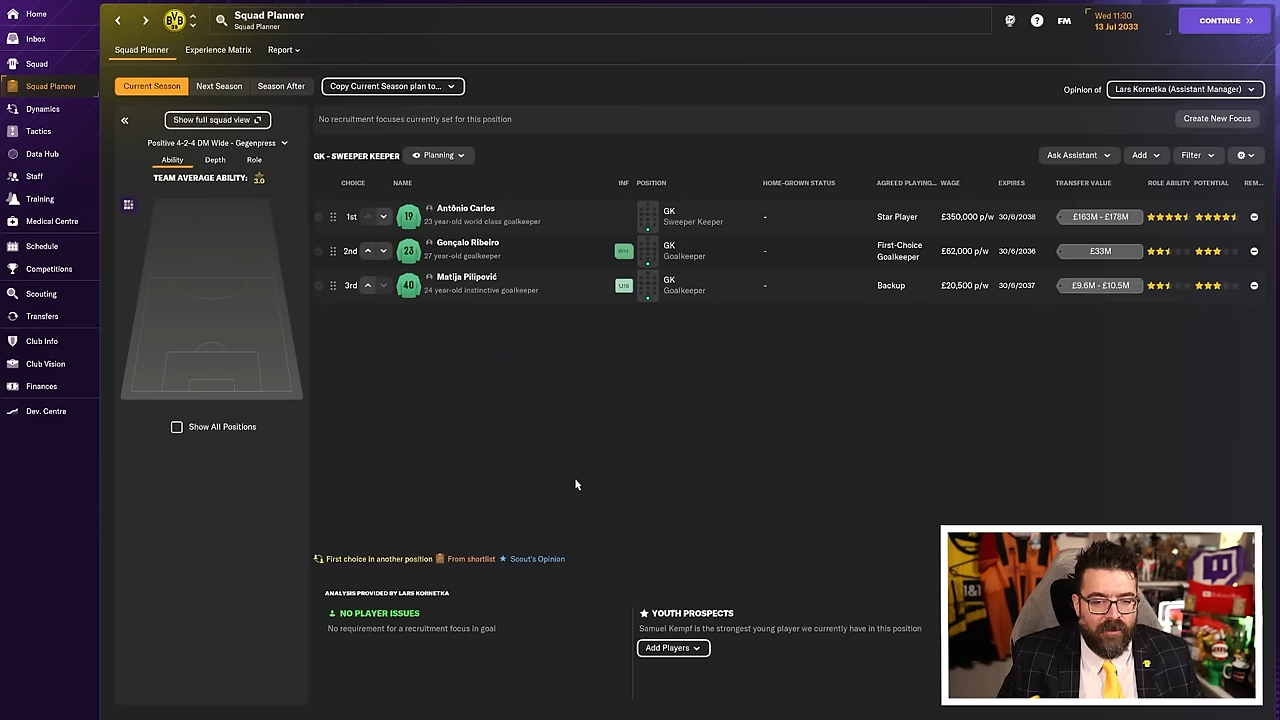 Home
Inbox
Squad
Squad Planner
Dynamics
Tactics
Data Hub
Staff
Training
Medical Centre
Schedule
Competitions
Scouting
Transfers
Club Info
Club Vision
Finances
Dev. Centre
BVB
09
Squad Planner
Squad Planner
FM
Wed 11:30
13 Jul 2033
CONTINUE
Squad Planner
Experience Matrix
Report
Current Season
Next Season
Season After
Copy Current Season plan to...
Opinion of
Lars Kornetka (Assistant Manager)
Show full squad view
Positive 4-2-4 DM Wide - Gegenpress
Ability
Depth
Role
TEAM AVERAGE ABILITY:
3.0
Show All Positions
No recruitment focuses currently set for this position
Create New Focus
GK - SWEEPER KEEPER
Planning
Ask Assistant
Add
Filter
CHOICE NAME INF POSITION HOME-GROWN STATUS AGREED PLAYING... WAGE EXPIRES TRANSFER VALUE ROLE ABILITY POTENTIAL REM...
1st 19 Antônio Carlos GK - Star Player £350,000 p/w 30/6/2038 £163M - £178M
23 year-old world class goalkeeper Sweeper Keeper
2nd 23 Gonçalo Ribeiro Wnt GK - First-Choice Goalkeeper £62,000 p/w 30/6/2036 £33M
27 year-old goalkeeper Goalkeeper
3rd 40 Matija Pilipović U19 GK - Backup £20,500 p/w 30/6/2037 £9.6M - £10.5M
24 year-old instinctive goalkeeper Goalkeeper
First choice in another position
From shortlist
Scout's Opinion
ANALYSIS PROVIDED BY LARS KORNETKA
NO PLAYER ISSUES
No requirement for a recruitment focus in goal
YOUTH PROSPECTS
Samuel Kempf is the strongest young player we currently have in this position
Add Players
1&1